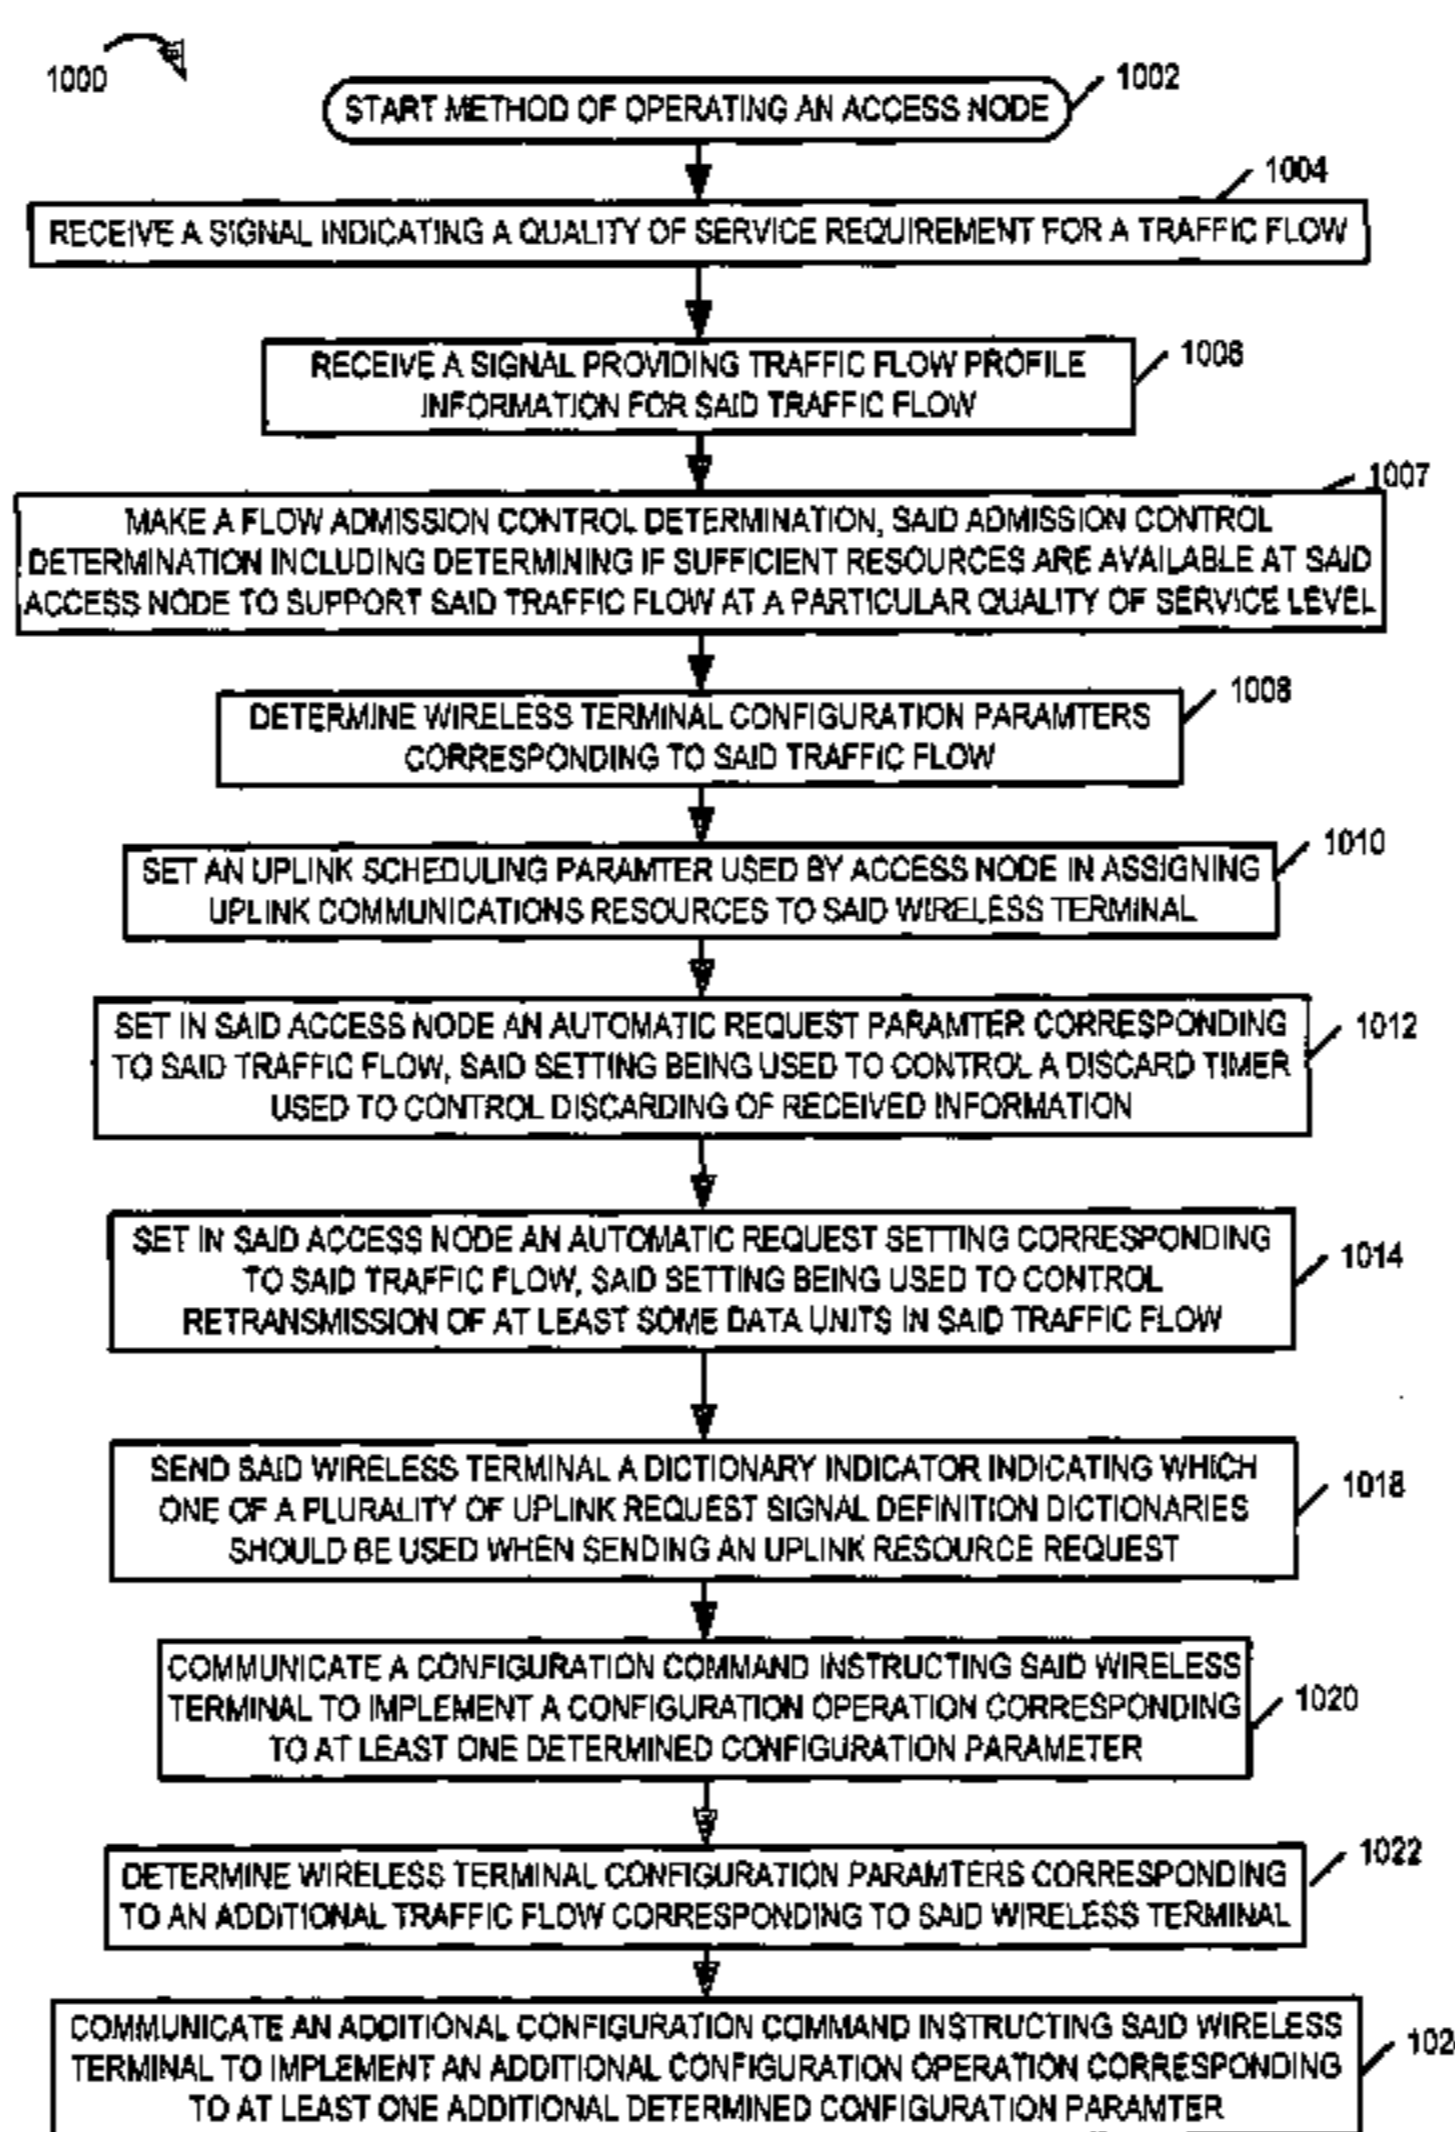 1000
START METHOD OF OPERATING AN ACCESS NODE
1002
1004
RECEIVE A SIGNAL INDICATING A QUALITY OF SERVICE REQUIREMENT FOR A TRAFFIC FLOW
RECEIVE A SIGNAL PROVIDING TRAFFIC FLOW PROFILE
INFORMATION FOR SAID TRAFFIC FLOW
1006
1007
MAKE A FLOW ADMISSION CONTROL DETERMINATION, SAID ADMISSION CONTROL
DETERMINATION INCLUDING DETERMINING IF SUFFICIENT RESOURCES ARE AVAILABLE AT SAID
ACCESS NODE TO SUPPORT SAID TRAFFIC FLOW AT A PARTICULAR QUALITY OF SERVICE LEVEL
1008
DETERMINE WIRELESS TERMINAL CONFIGURATION PARAMTERS
CORRESPONDING TO SAID TRAFFIC FLOW
1010
SET AN UPLINK SCHEDULING PARAMTER USED BY ACCESS NODE IN ASSIGNING
UPLINK COMMUNICATIONS RESOURCES TO SAID WIRELESS TERMINAL
SET IN SAID ACCESS NODE AN AUTOMATIC REQUEST PARAMTER CORRESPONDING
TO SAID TRAFFIC FLOW, SAID SETTING BEING USED TO CONTROL A DISCARD TIMER
USED TO CONTROL DISCARDING OF RECEIVED INFORMATION
1012
SET IN SAID ACCESS NODE AN AUTOMATIC REQUEST SETTING CORRESPONDING
TO SAID TRAFFIC FLOW, SAID SETTING BEING USED TO CONTROL
RETRANSMISSION OF AT LEAST SOME DATA UNITS IN SAID TRAFFIC FLOW
1014
SEND SAID WIRELESS TERMINAL A DICTIONARY INDICATOR INDICATING WHICH
ONE OF A PLURALITY OF UPLINK REQUEST SIGNAL DEFINITION DICTIONARIES
SHOULD BE USED WHEN SENDING AN UPLINK RESOURCE REQUEST
1018
COMMUNICATE A CONFIGURATION COMMAND INSTRUCTING SAID WIRELESS
TERMINAL TO IMPLEMENT A CONFIGURATION OPERATION CORRESPONDING
TO AT LEAST ONE DETERMINED CONFIGURATION PARAMETER
1020
1022
DETERMINE WIRELESS TERMINAL CONFIGURATION PARAMTERS CORRESPONDING
TO AN ADDITIONAL TRAFFIC FLOW CORRESPONDING TO SAID WIRELESS TERMINAL
COMMUNICATE AN ADDITIONAL CONFIGURATION COMMAND INSTRUCTING SAID WIRELESS
TERMINAL TO IMPLEMENT AN ADDITIONAL CONFIGURATION OPERATION CORRESPONDING
TO AT LEAST ONE ADDITIONAL DETERMINED CONFIGURATION PARAMTER